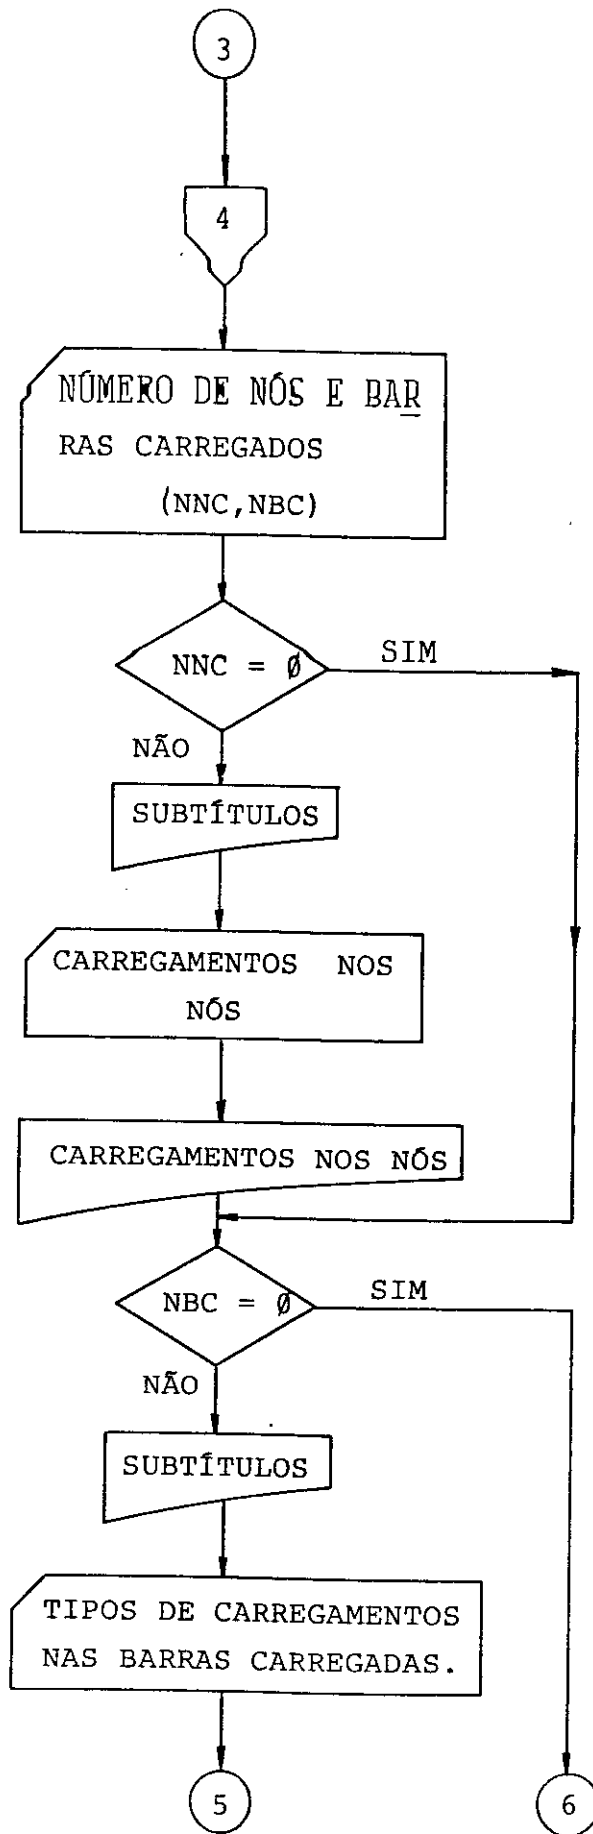 3
4
NÚMERO DE NÓS E BAR
RAS CARREGADOS
(NNC,NBC)
NNC = Ø
SIM
NÃO
SUBTÍTULOS
CARREGAMENTOS NOS
NÓS
CARREGAMENTOS NOS NÓS
NBC = Ø
SIM
NÃO
SUBTÍTULOS
TIPOS DE CARREGAMENTOS
NAS BARRAS CARREGADAS.
5
6